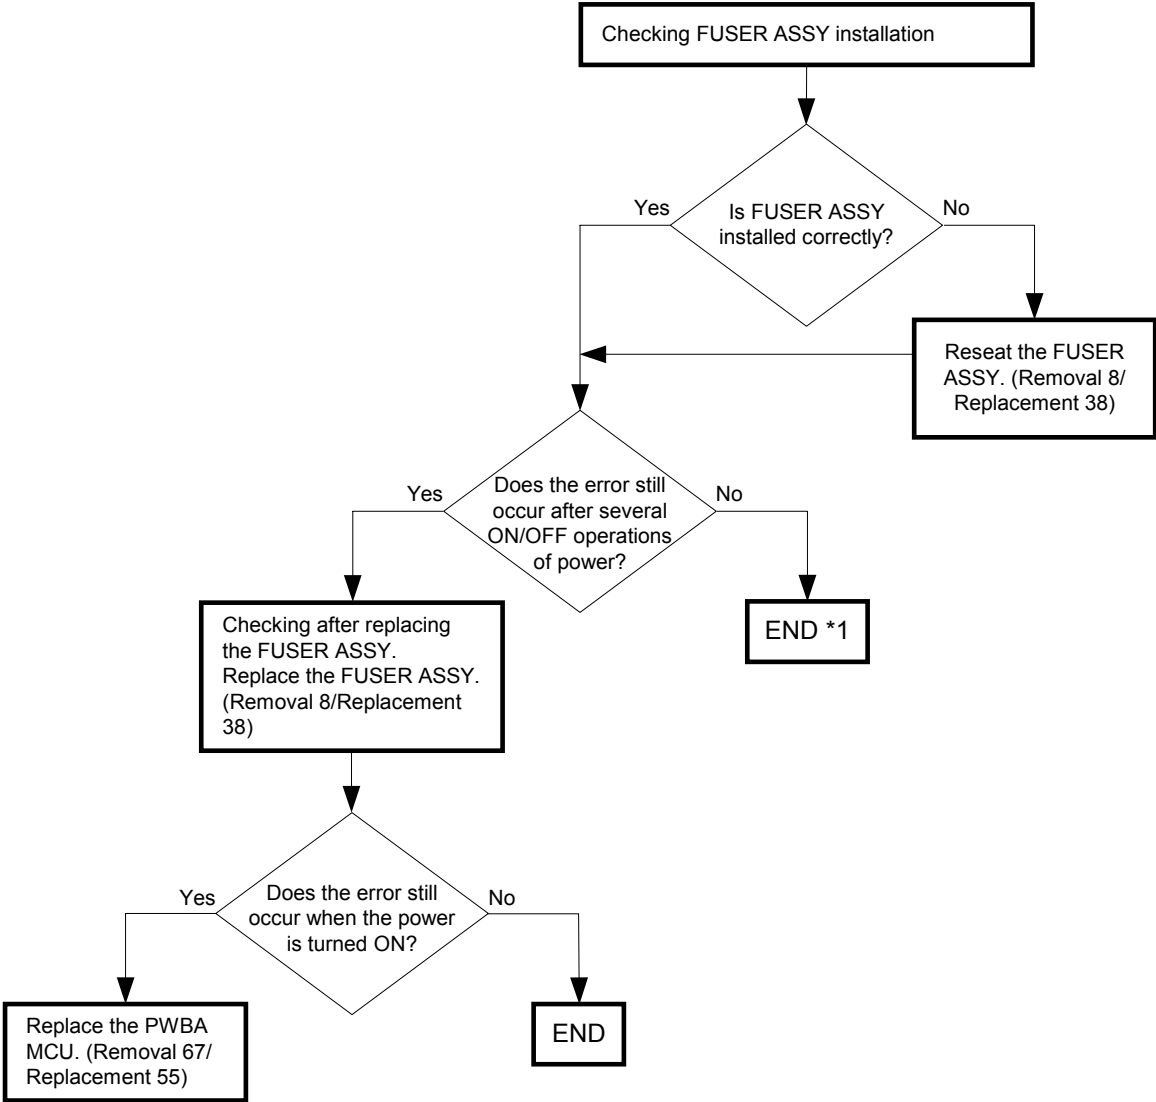 Checking FUSER ASSY installation
Yes
Is FUSER ASSY
installed correctly?
No
Reseat the FUSER
ASSY. (Removal 8/
Replacement 38)
Yes
Does the error still
occur after several
ON/OFF operations
of power?
No
Checking after replacing
the FUSER ASSY.
Replace the FUSER ASSY.
(Removal 8/Replacement
38)
END *1
Yes
Does the error still
occur when the power
is turned ON?
No
Replace the PWBA
MCU. (Removal 67/
Replacement 55)
END